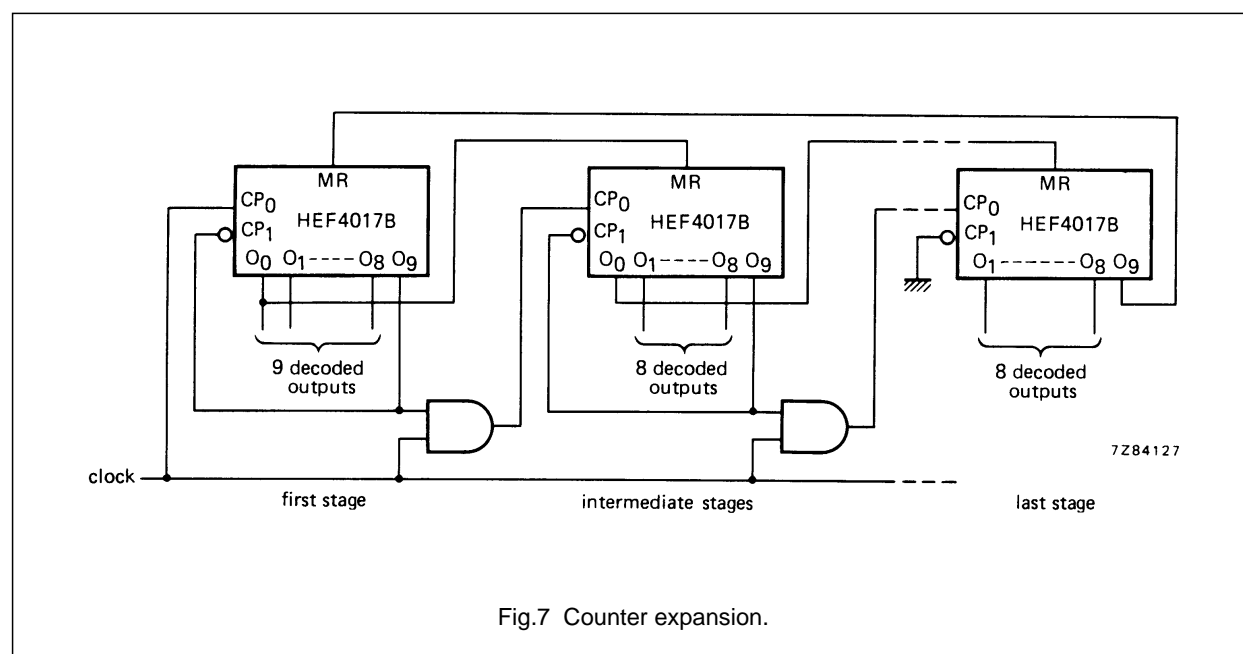 MR
CP0
HEF4017B
CP1
O0 O1 ----- O8 O9
9 decoded
outputs
MR
CP0
HEF4017B
CP1
O0 O1 ----- O8 O9
8 decoded
outputs
MR
CP0
HEF4017B
CP1
O1 ------- O8 O9
8 decoded
outputs
7Z84127
clock
first stage
intermediate stages
last stage
Fig.7 Counter expansion.